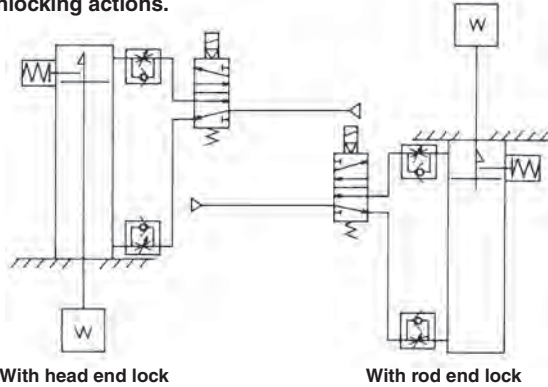 nlocking actions.
W
W
With head end lock
With rod end lock